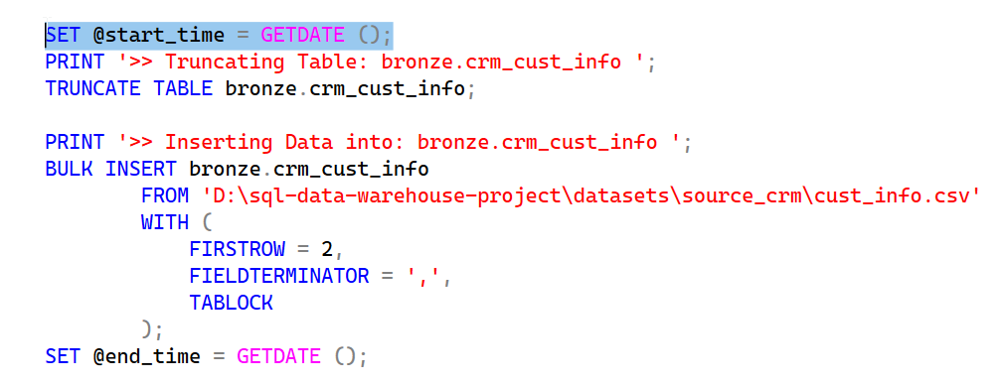 SET @start_time = GETDATE ();
PRINT '>> Truncating Table: bronze.crm_cust_info ';
TRUNCATE TABLE bronze.crm_cust_info;
PRINT '>> Inserting Data into: bronze.crm_cust_info ';
BULK INSERT bronze.crm_cust_info
FROM 'D:\sql-data-warehouse-project\datasets\source_crm\cust_info.csv'
WITH (
FIRSTROW = 2,
FIELDTERMINATOR = ',',
TABLOCK
);
SET @end_time = GETDATE ();